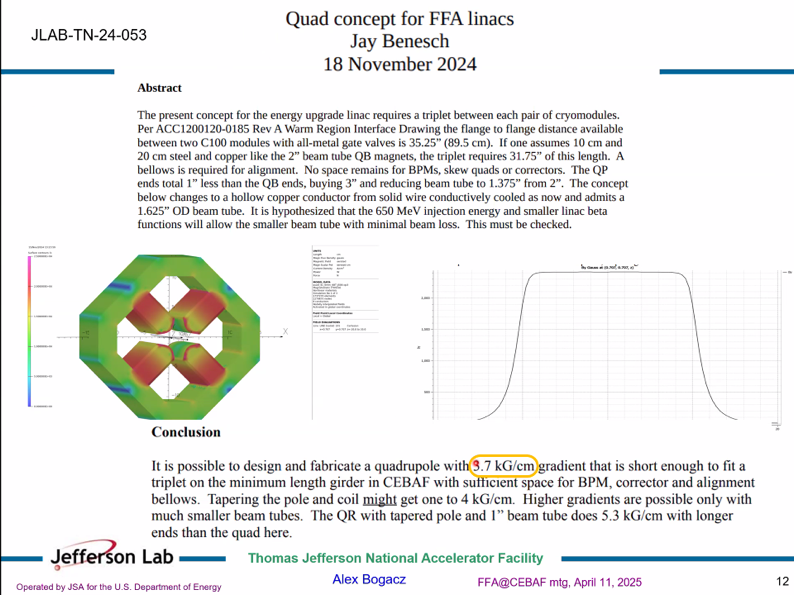 JLAB-TN-24-053
Quad concept for FFA linacs
Jay Benesch
18 November 2024
Abstract
The present concept for the energy upgrade linac requires a triplet between each pair of cryomodules.
Per ACC1200120-0185 Rev A Warm Region Interface Drawing the flange to flange distance available
between two C100 modules with all-metal gate valves is 35.25” (89.5 cm). If one assumes 10 cm and
20 cm steel and copper like the 2” beam tube QB magnets, the triplet requires 31.75” of this length. A
bellows is required for alignment. No space remains for BPMs, skew quads or correctors. The QP
ends total 1” less than the QB ends, buying 3” and reducing beam tube to 1.375” from 2”. The concept
below changes to a hollow copper conductor from solid wire conductively cooled as now and admits a
1.625” OD beam tube. It is hypothesized that the 650 MeV injection energy and smaller linac beta
functions will allow the smaller beam tube with minimal beam loss. This must be checked.
X
Conclusion
It is possible to design and fabricate a quadrupole with 3.7 kG/cm gradient that is short enough to fit a
triplet on the minimum length girder in CEBAF with sufficient space for BPM, corrector and alignment
bellows. Tapering the pole and coil might get one to 4 kG/cm. Higher gradients are possible only with
much smaller beam tubes. The QR with tapered pole and 1” beam tube does 5.3 kG/cm with longer
ends than the quad here.
Jefferson Lab
Thomas Jefferson National Accelerator Facility
Operated by JSA for the U.S. Department of Energy
Alex Bogacz
FFA@CEBAF mtg, April 11, 2025
12